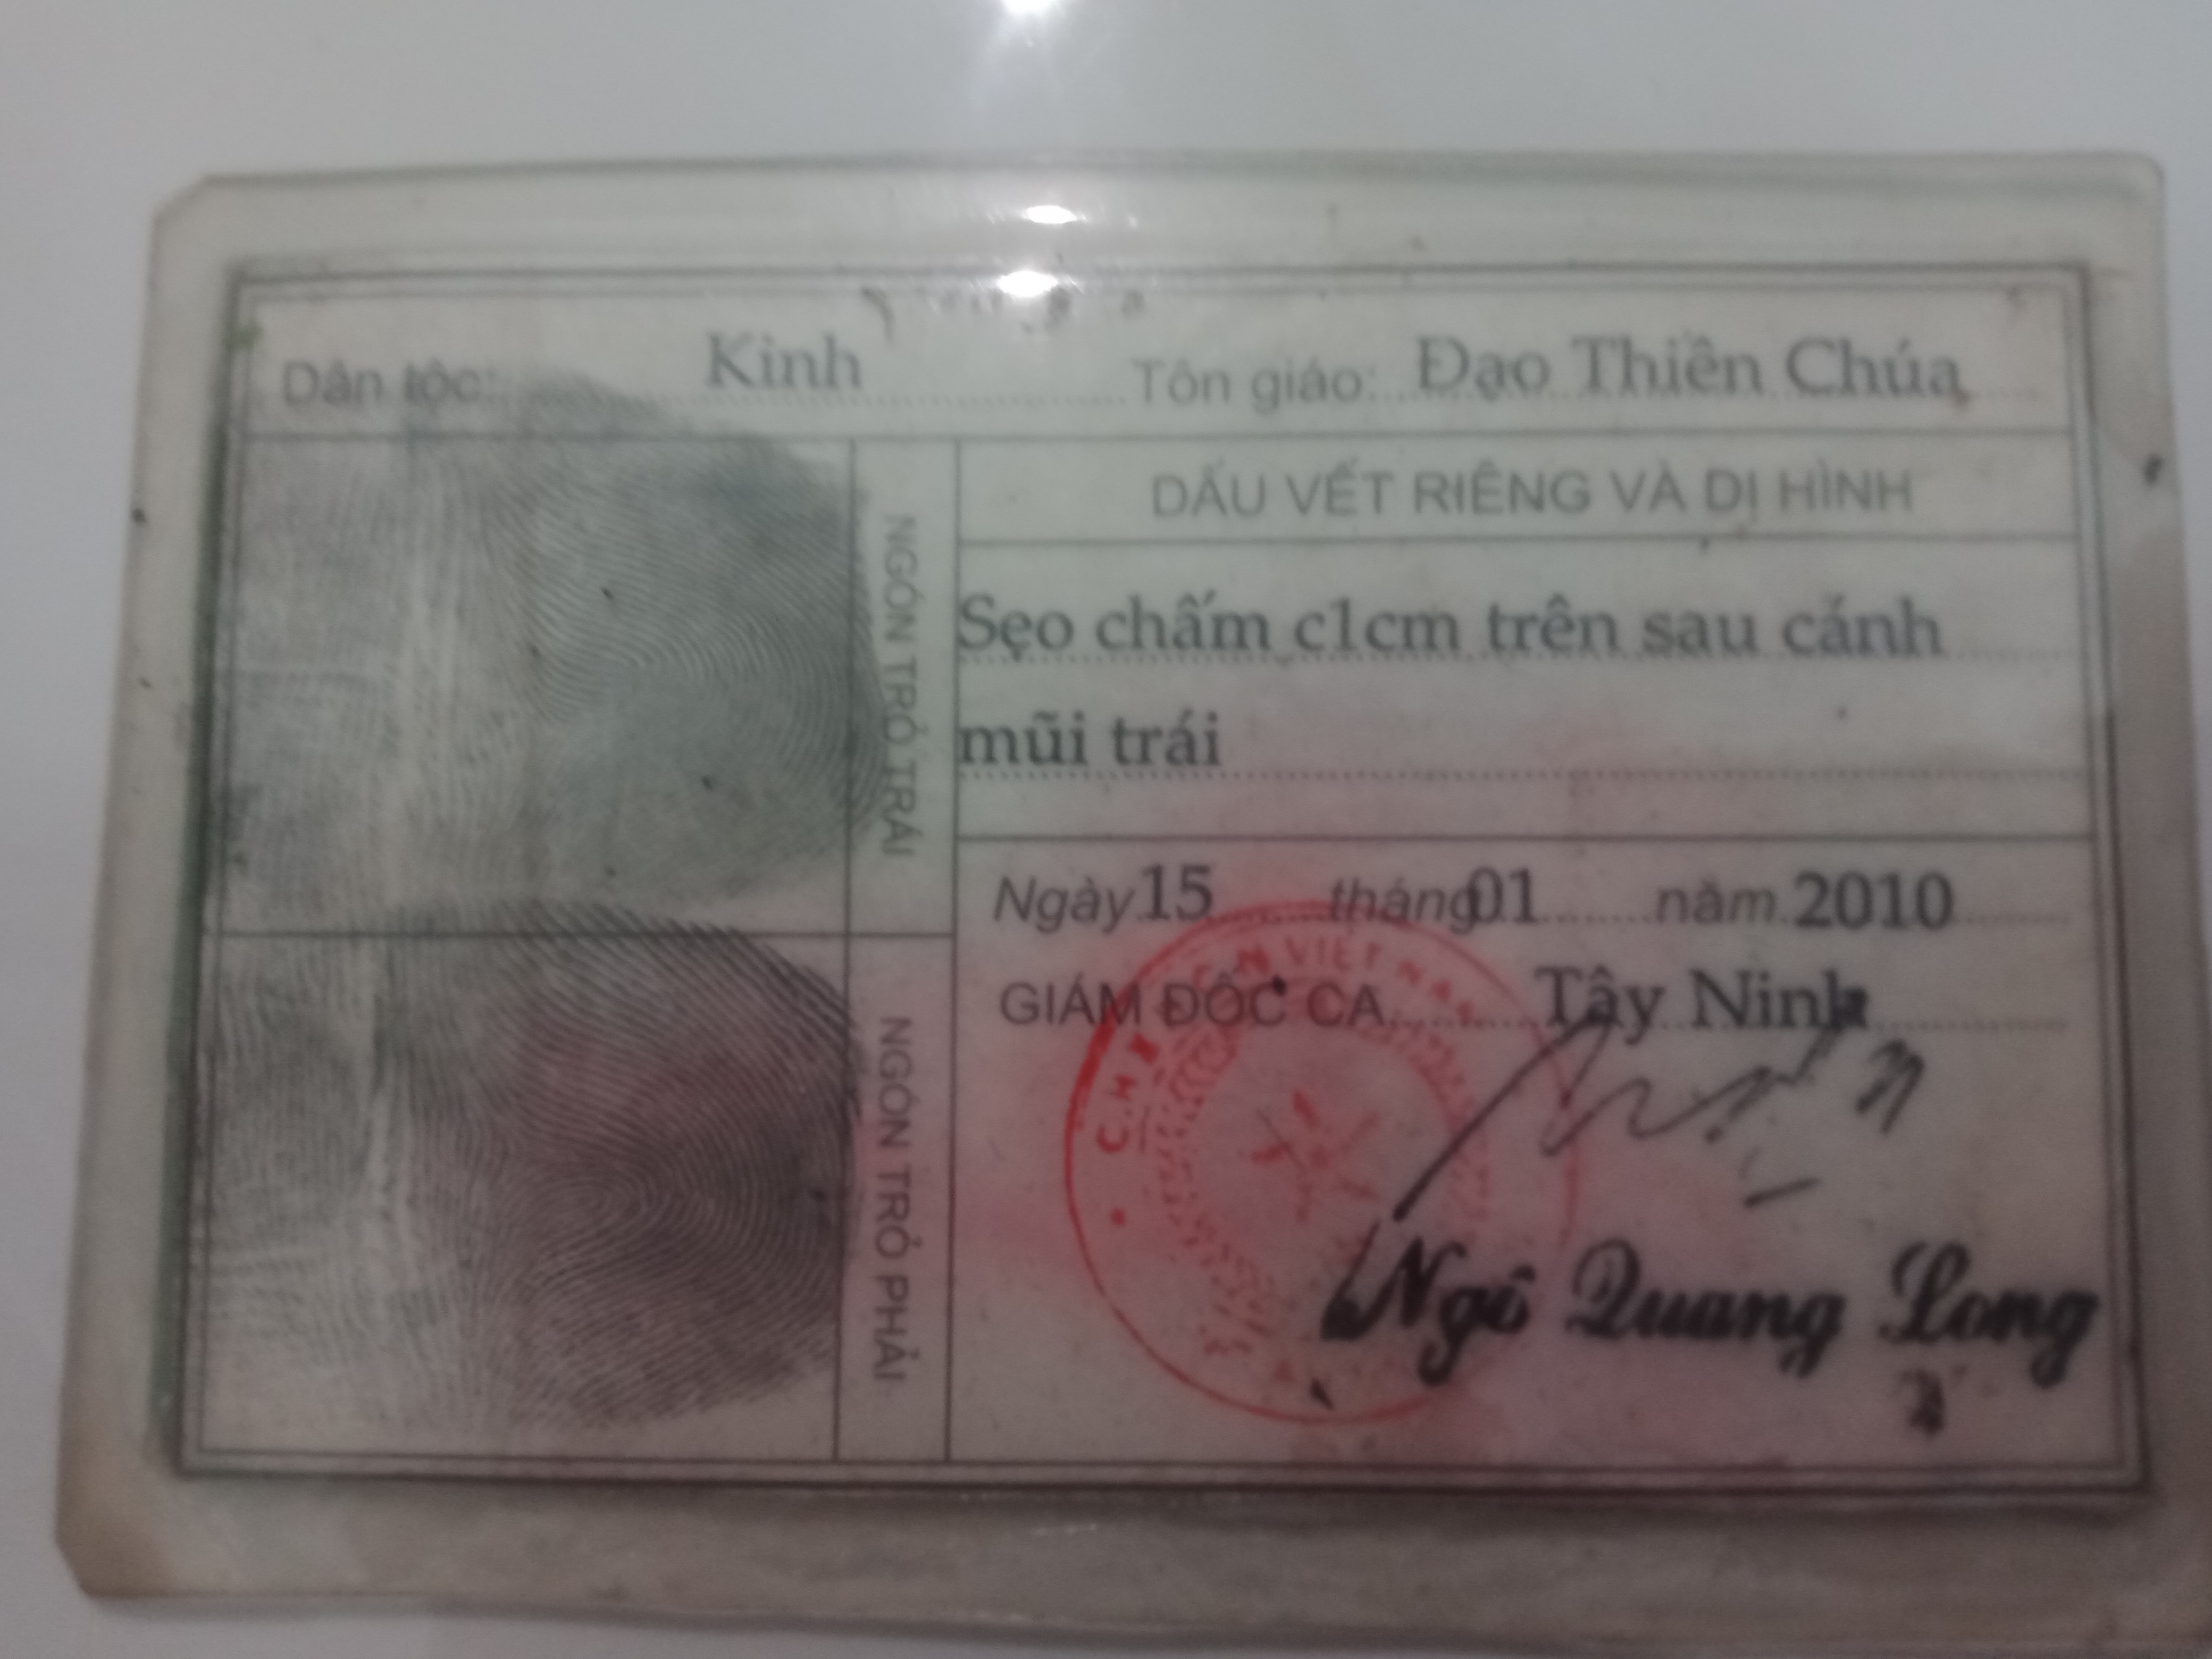 Dân tộc: Kinh Tôn giáo: Đạo Thiên Chúa
DẤU VẾT RIÊNG VÀ DỊ HÌNH
NGÓN TRỎ TRÁI
Sẹo chấm c1cm trên sau cánh
mũi trái
Ngày 15 tháng 01 năm 2010
GIÁM ĐỐC CA Tây Ninh
NGÓN TRỎ PHẢI
C.H.X.H.C.N VIỆT NAM
Ngô Quang Long